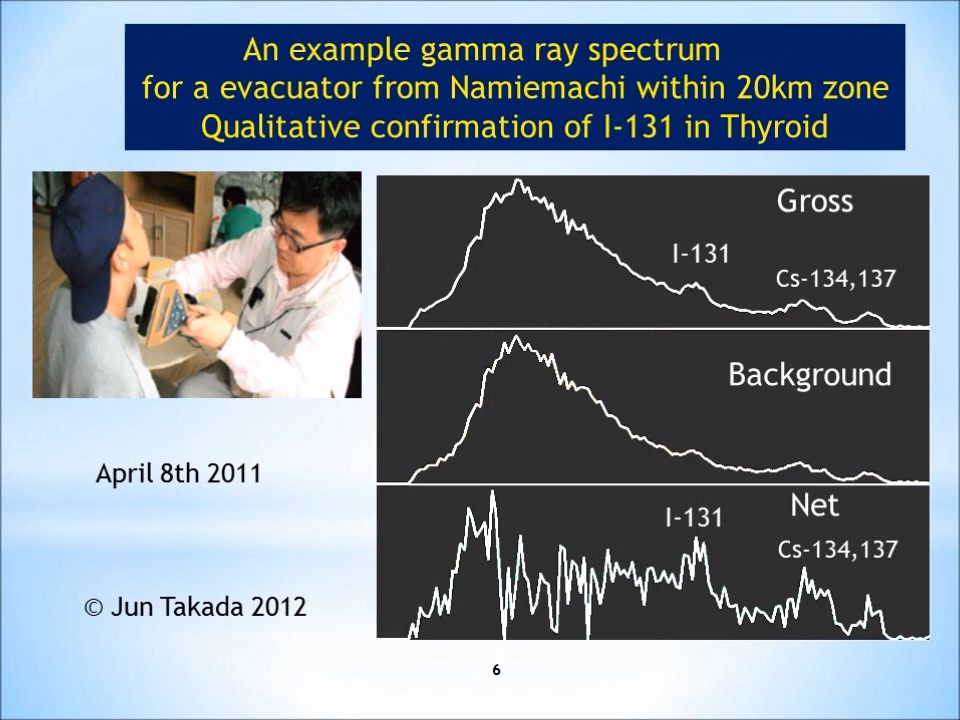 An example gamma ray spectrum
for a evacuator from Namiemachi within 20km zone
Qualitative confirmation of I-131 in Thyroid
Gross
I-131
Cs-134,137
Background
April 8th 2011
Net
I-131
Cs-134,137
© Jun Takada 2012
6